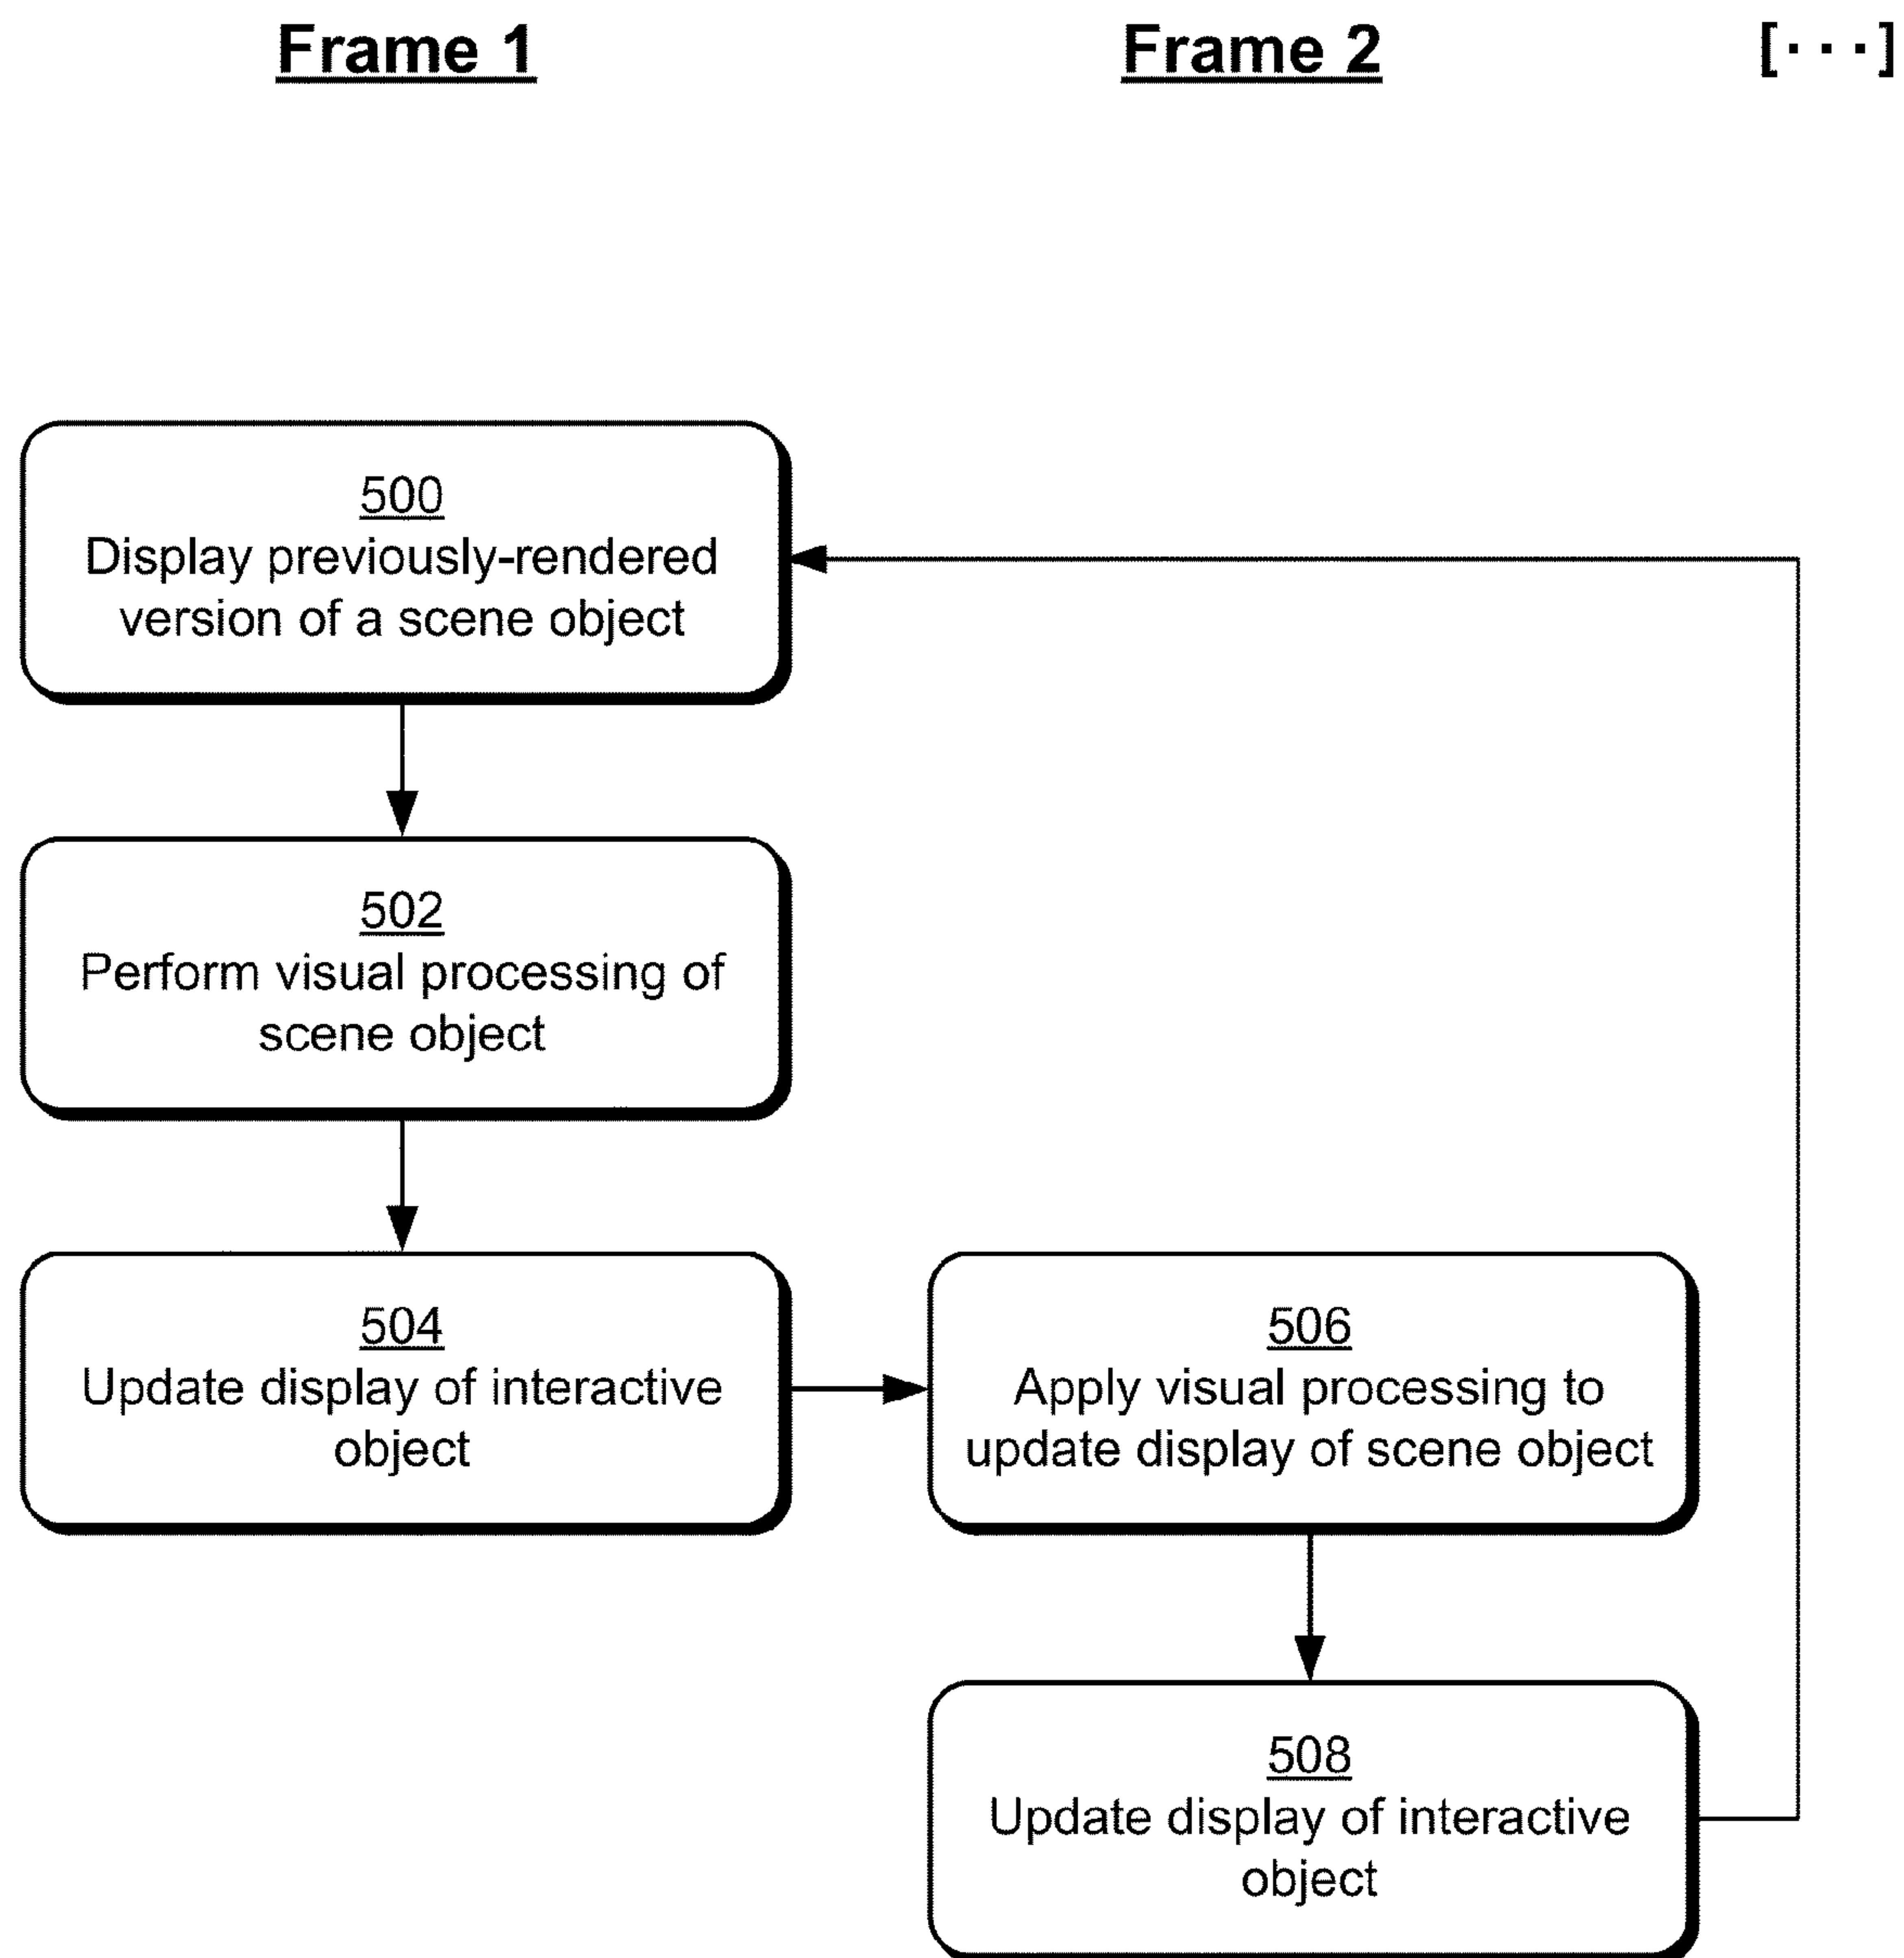 Frame 1
Frame 2
[· · ·]
500
Display previously-rendered
version of a scene object
502
Perform visual processing of
scene object
504
Update display of interactive
object
506
Apply visual processing to
update display of scene object
508
Update display of interactive
object